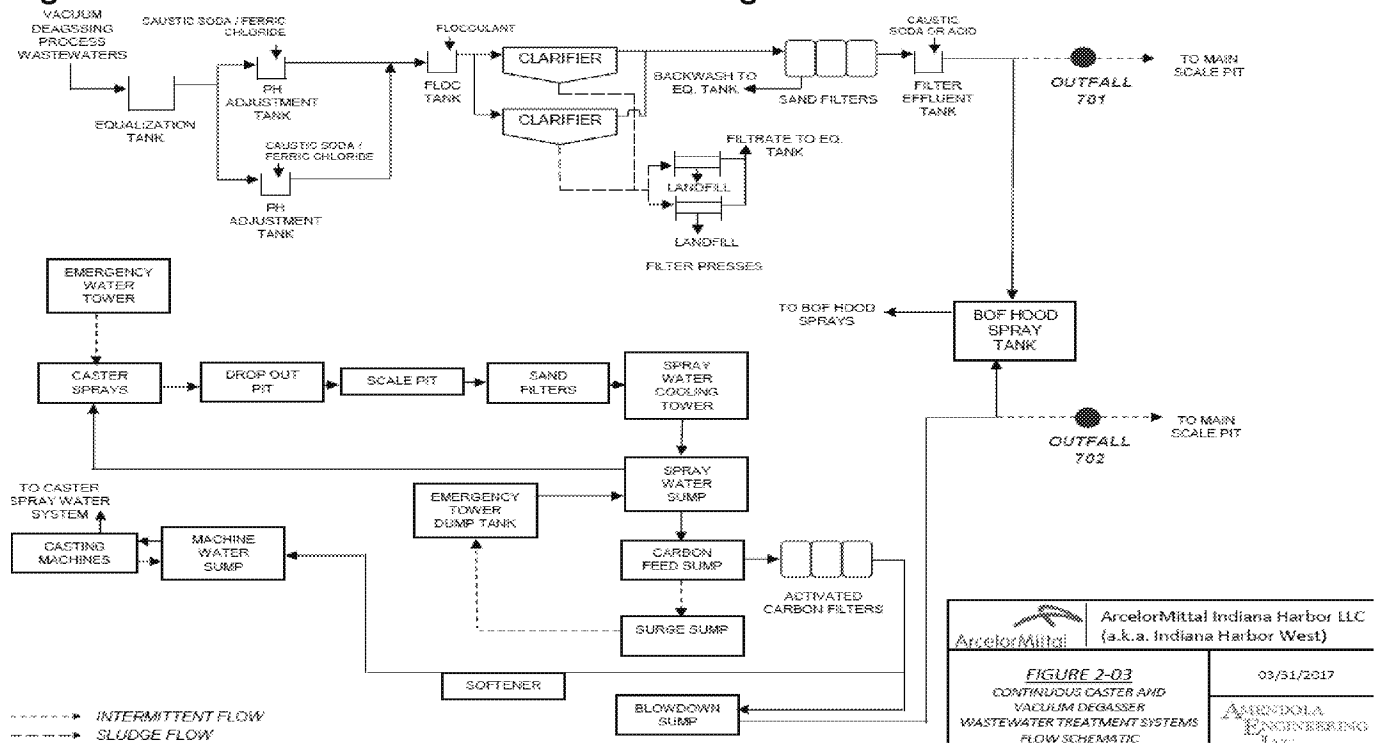 VACUUM
DEAGSSING
PROCESS
WASTEWATERS
CAUSTIC SODA / FERRIC
CHLORIDE
FLOCCULANT
CAUSTIC
SODA OR ACID
CLARIFIER
PH
ADJUSTMENT
TANK
FLOC
TANK
BACKWASH TO
EQ. TANK
SAND FILTERS
FILTER
EFFLUENT
TANK
OUTFALL
701
TO MAIN
SCALE PIT
EQUALIZATION
TANK
CLARIFIER
CAUSTIC SODA /
FERRIC CHLORIDE
FILTRATE TO EQ.
TANK
LANDFILL
PH
ADJUSTMENT
TANK
LANDFILL
FILTER PRESSES
EMERGENCY
WATER
TOWER
TO BOF HOOD
SPRAYS
BOF HOOD
SPRAY
TANK
CASTER
SPRAYS
DROP OUT
PIT
SCALE PIT
SAND
FILTERS
SPRAY
WATER
COOLING
TOWER
OUTFALL
702
TO MAIN
SCALE PIT
SPRAY
WATER
SUMP
TO CASTER
SPRAY WATER
SYSTEM
EMERGENCY
TOWER
DUMP TANK
CASTING
MACHINES
MACHINE
WATER
SUMP
CARBON
FEED SUMP
ACTIVATED
CARBON FILTERS
SURGE SUMP
SOFTENER
BLOWDOWN
SUMP
INTERMITTENT FLOW
SLUDGE FLOW
ArcelorMittal
ArcelorMittal Indiana Harbor LLC
(a.k.a. Indiana Harbor West)
FIGURE 2-03
CONTINUOUS CASTER AND
VACUUM DEGASSER
WASTEWATER TREATMENT SYSTEMS
FLOW SCHEMATIC
03/31/2017
AMENDOLA
ENGINEERING